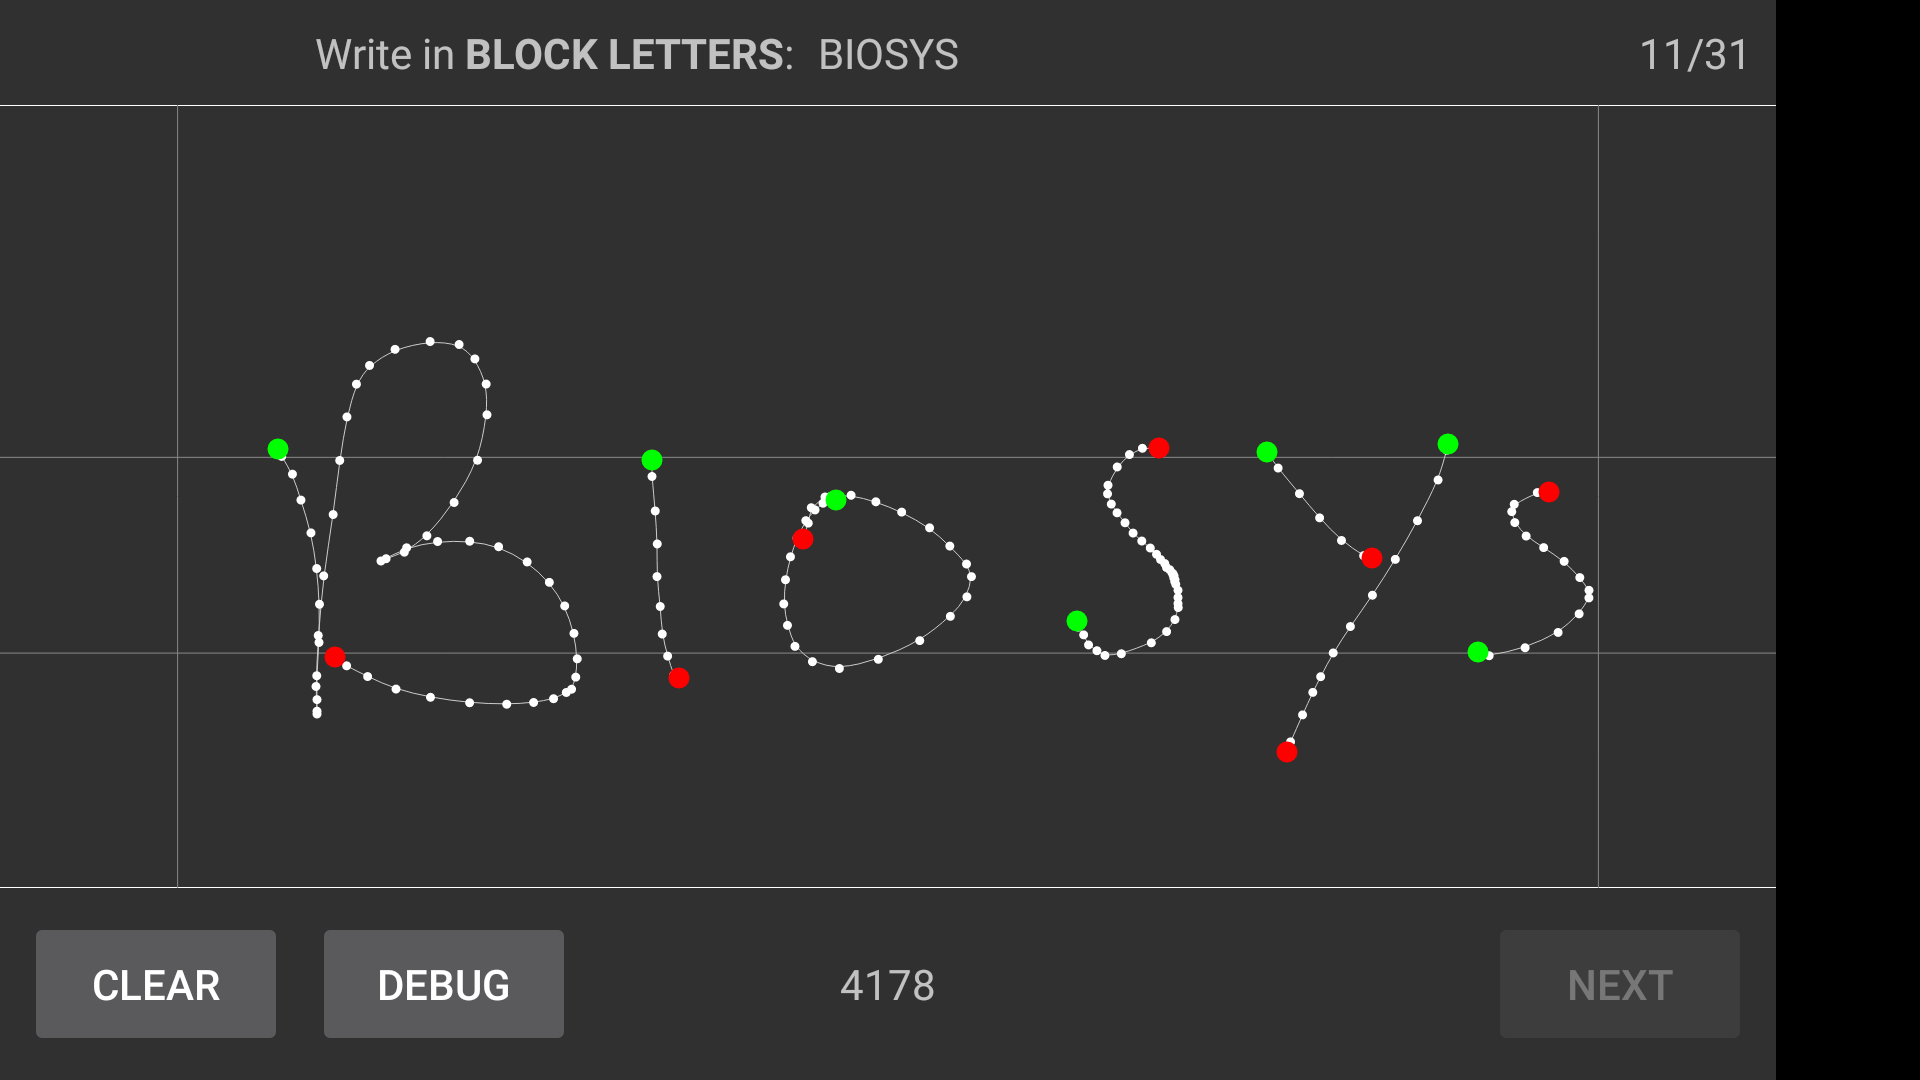 Write in BLOCK LETTERS: BIOSYS 11/31
BIOSYS
CLEAR DEBUG 4178 NEXT